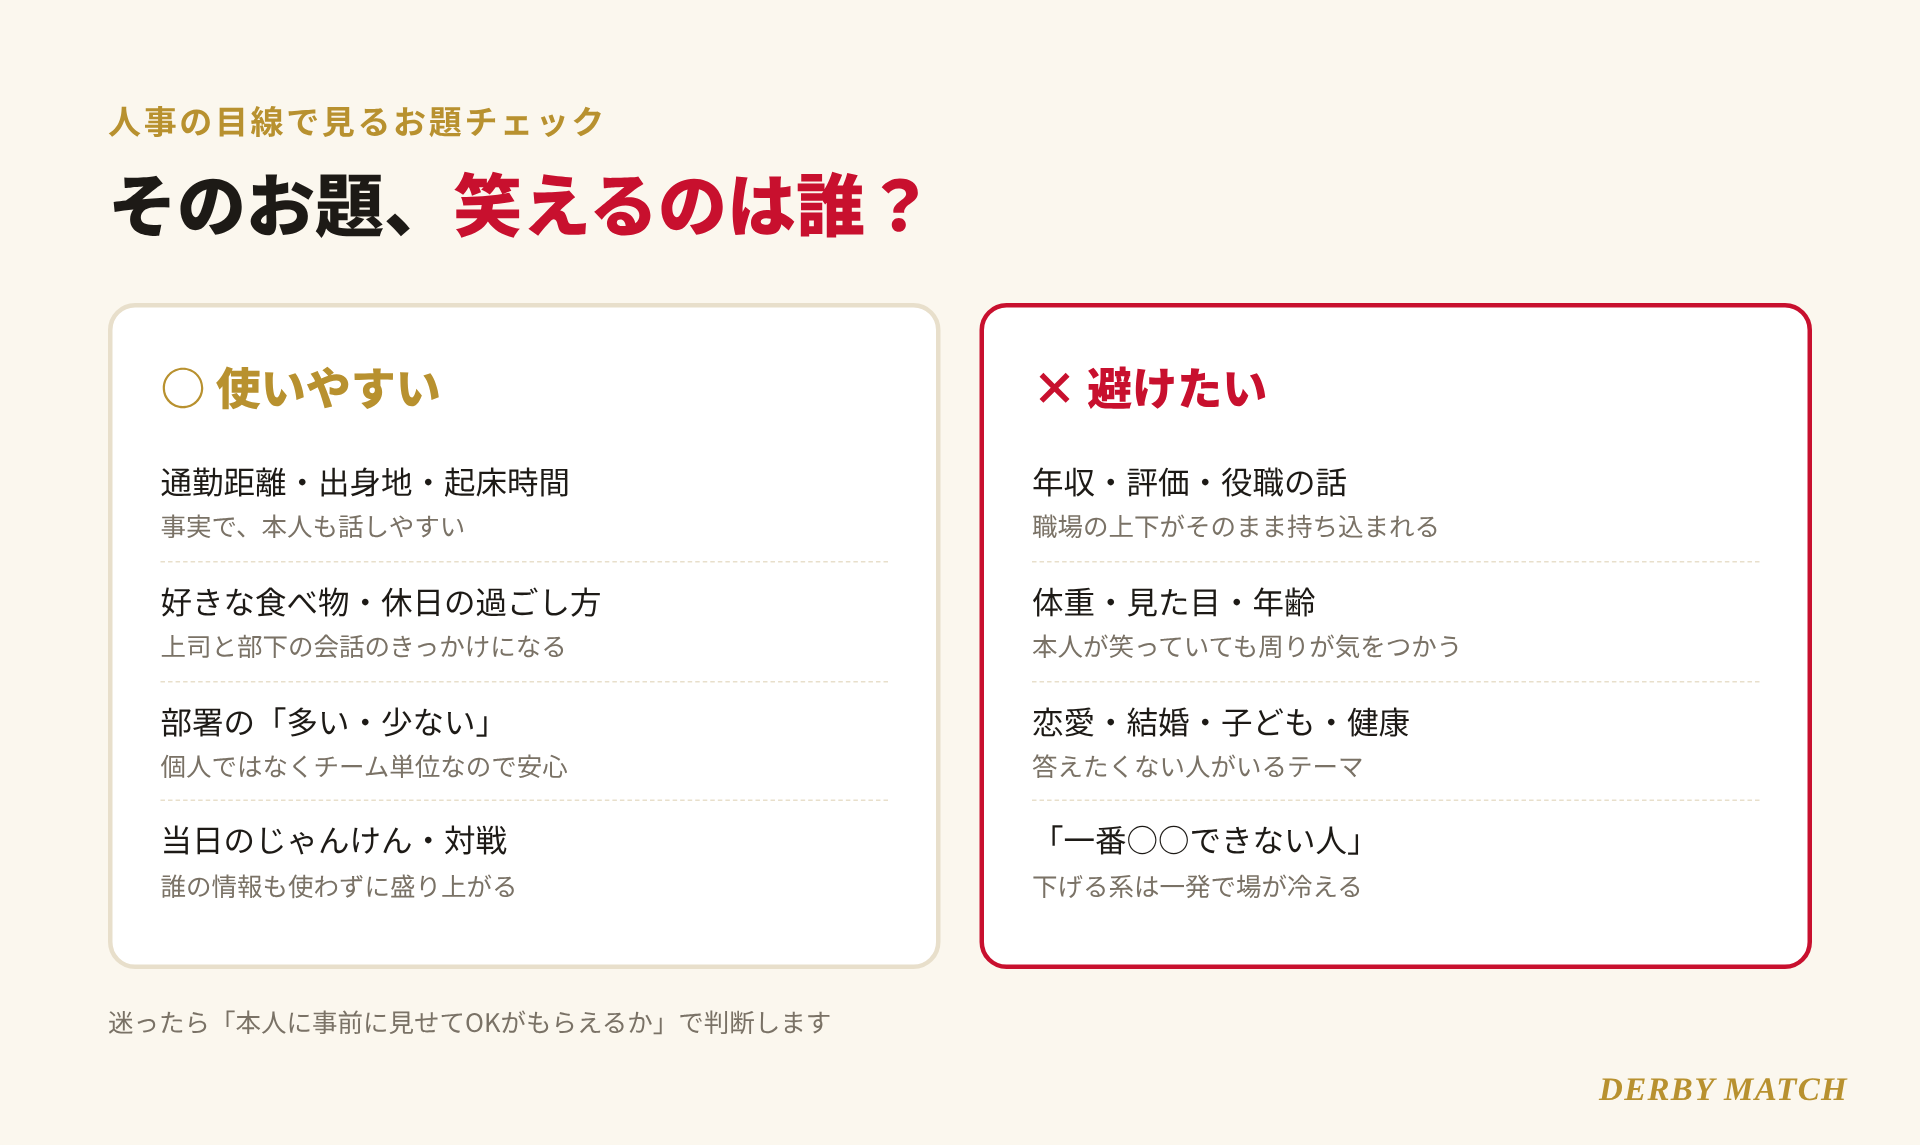 人事の目線で見るお題チェック
そのお題、笑えるのは誰？
○ 使いやすい
通勤距離・出身地・起床時間
事実で、本人も話しやすい
好きな食べ物・休日の過ごし方
上司と部下の会話のきっかけになる
部署の「多い・少ない」
個人ではなくチーム単位なので安心
当日のじゃんけん・対戦
誰の情報も使わずに盛り上がる
× 避けたい
年収・評価・役職の話
職場の上下がそのまま持ち込まれる
体重・見た目・年齢
本人が笑っていても周りが気をつかう
恋愛・結婚・子ども・健康
答えたくない人がいるテーマ
「一番○○できない人」
下げる系は一発で場が冷える
迷ったら「本人に事前に見せてOKがもらえるか」で判断します
DERBY MATCH